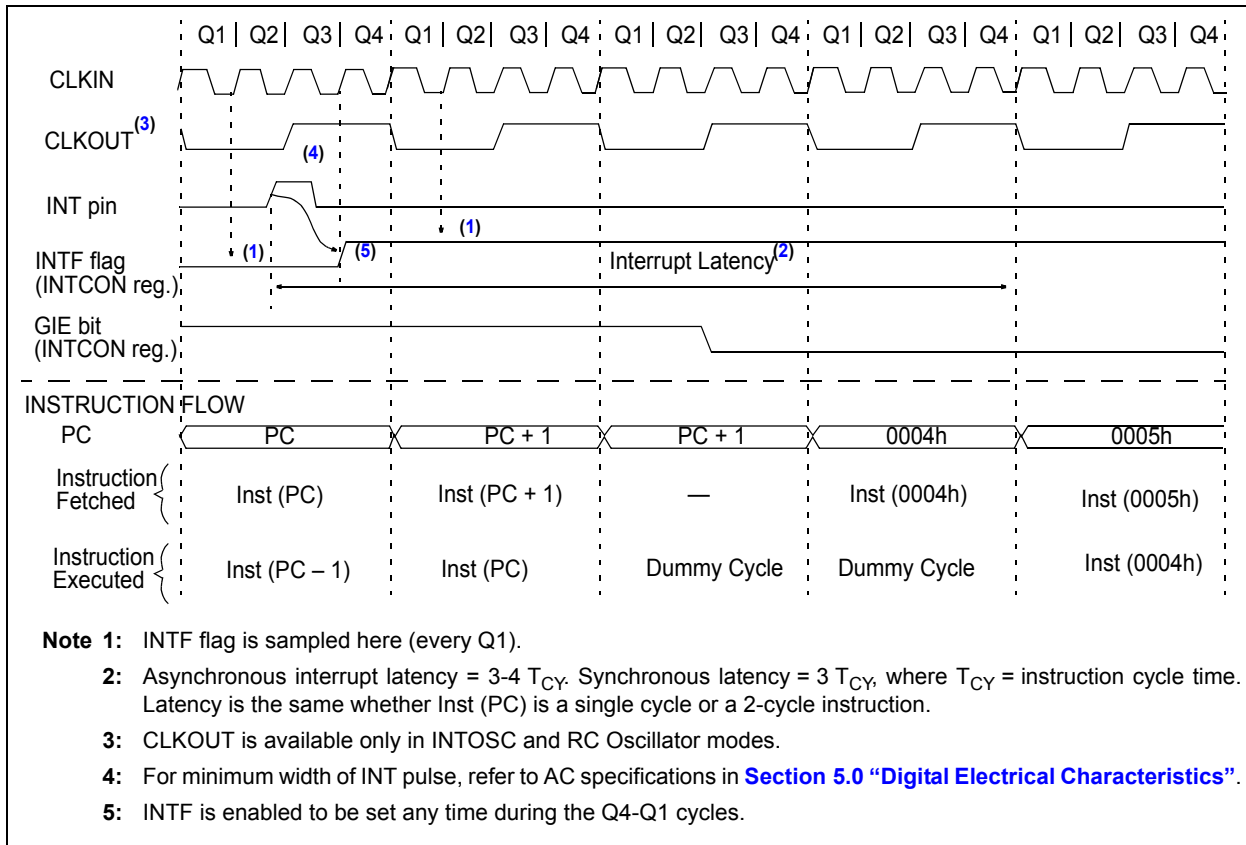 Q1 | Q2 | Q3 | Q4 Q1 | Q2 | Q3 | Q4 Q1 | Q2 | Q3 | Q4 Q1 | Q2 | Q3 | Q4 Q1 | Q2 | Q3 | Q4
CLKIN
CLKOUT(3)
(4)
INT pin
(1)
(1) (5)
INTF flag
(INTCON reg.)
Interrupt Latency(2)
GIE bit
(INTCON reg.)
INSTRUCTION FLOW
PC PC PC + 1 PC + 1 0004h 0005h
Instruction
Fetched
Inst (PC) Inst (PC + 1) — Inst (0004h) Inst (0005h)
Instruction
Executed
Inst (PC – 1) Inst (PC) Dummy Cycle Dummy Cycle Inst (0004h)
Note 1: INTF flag is sampled here (every Q1).
2: Asynchronous interrupt latency = 3-4 TCY. Synchronous latency = 3 TCY, where TCY = instruction cycle time.
Latency is the same whether Inst (PC) is a single cycle or a 2-cycle instruction.
3: CLKOUT is available only in INTOSC and RC Oscillator modes.
4: For minimum width of INT pulse, refer to AC specifications in Section 5.0 “Digital Electrical Characteristics”.
5: INTF is enabled to be set any time during the Q4-Q1 cycles.